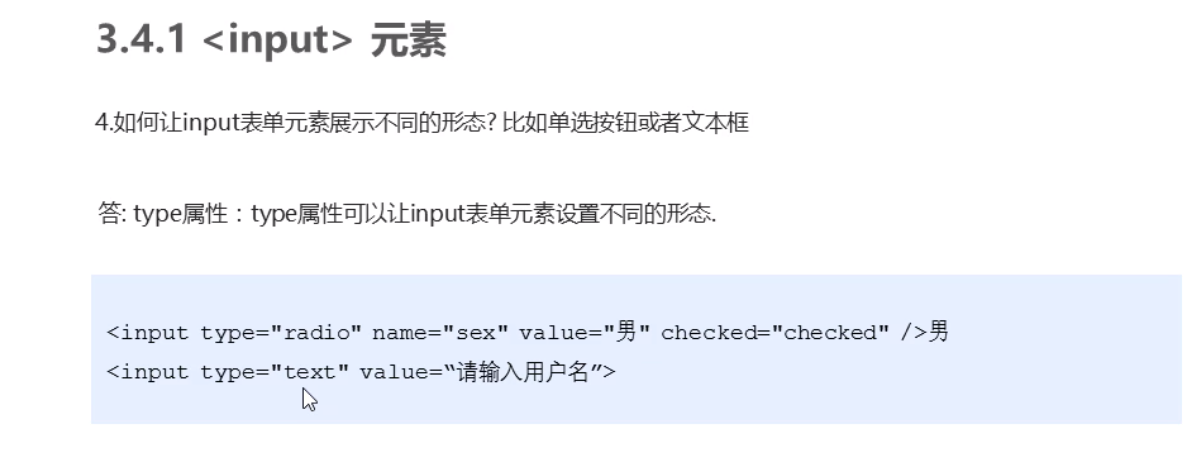 3.4.1 <input> 元素
4.如何让input表单元素展示不同的形态? 比如单选按钮或者文本框
答: type属性：type属性可以让input表单元素设置不同的形态.
<input type="radio" name="sex" value="男" checked="checked" />男
<input type="text" value=“请输入用户名”>